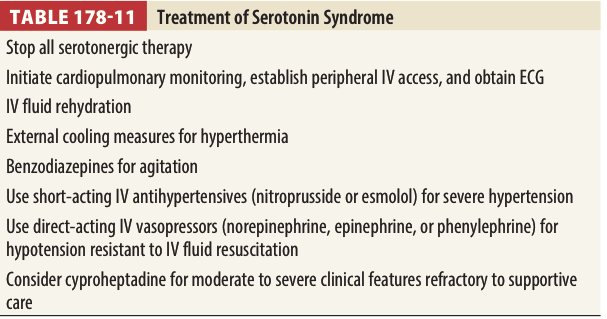 TABLE 178-11 Treatment of Serotonin Syndrome
Stop all serotonergic therapy
Initiate cardiopulmonary monitoring, establish peripheral IV access, and obtain ECG
IV fluid rehydration
External cooling measures for hyperthermia
Benzodiazepines for agitation
Use short-acting IV antihypertensives (nitroprusside or esmolol) for severe hypertension
Use direct-acting IV vasopressors (norepinephrine, epinephrine, or phenylephrine) for
hypotension resistant to IV fluid resuscitation
Consider cyproheptadine for moderate to severe clinical features refractory to supportive
care